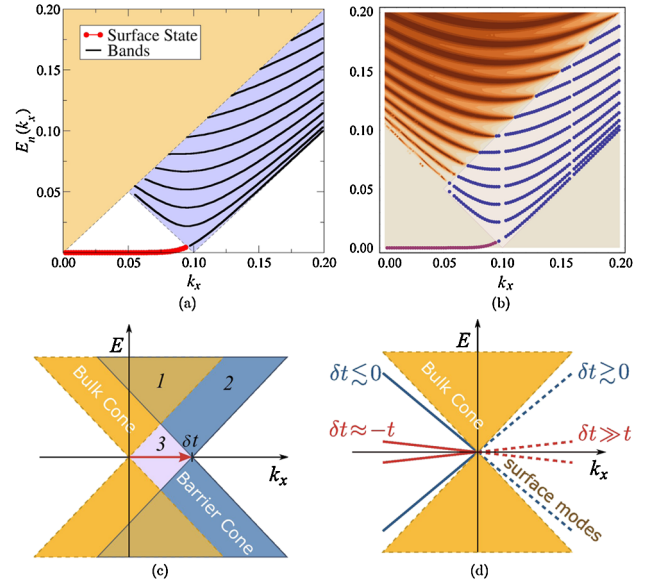 0.20
0.15
0.10
0.05
0.00
E_n(k_x)
Surface State
Bands
0.00 0.05 0.10 0.15 0.20
k_x
(a)
0.20
0.15
0.10
0.05
0.00
0.00 0.05 0.10 0.15 0.20
k_x
(b)
E
1
2
Bulk Cone
3
δt
k_x
Barrier Cone
(c)
E
δt≲0
δt≳0
Bulk Cone
δt≈−t
δt≫t
k_x
surface modes
(d)